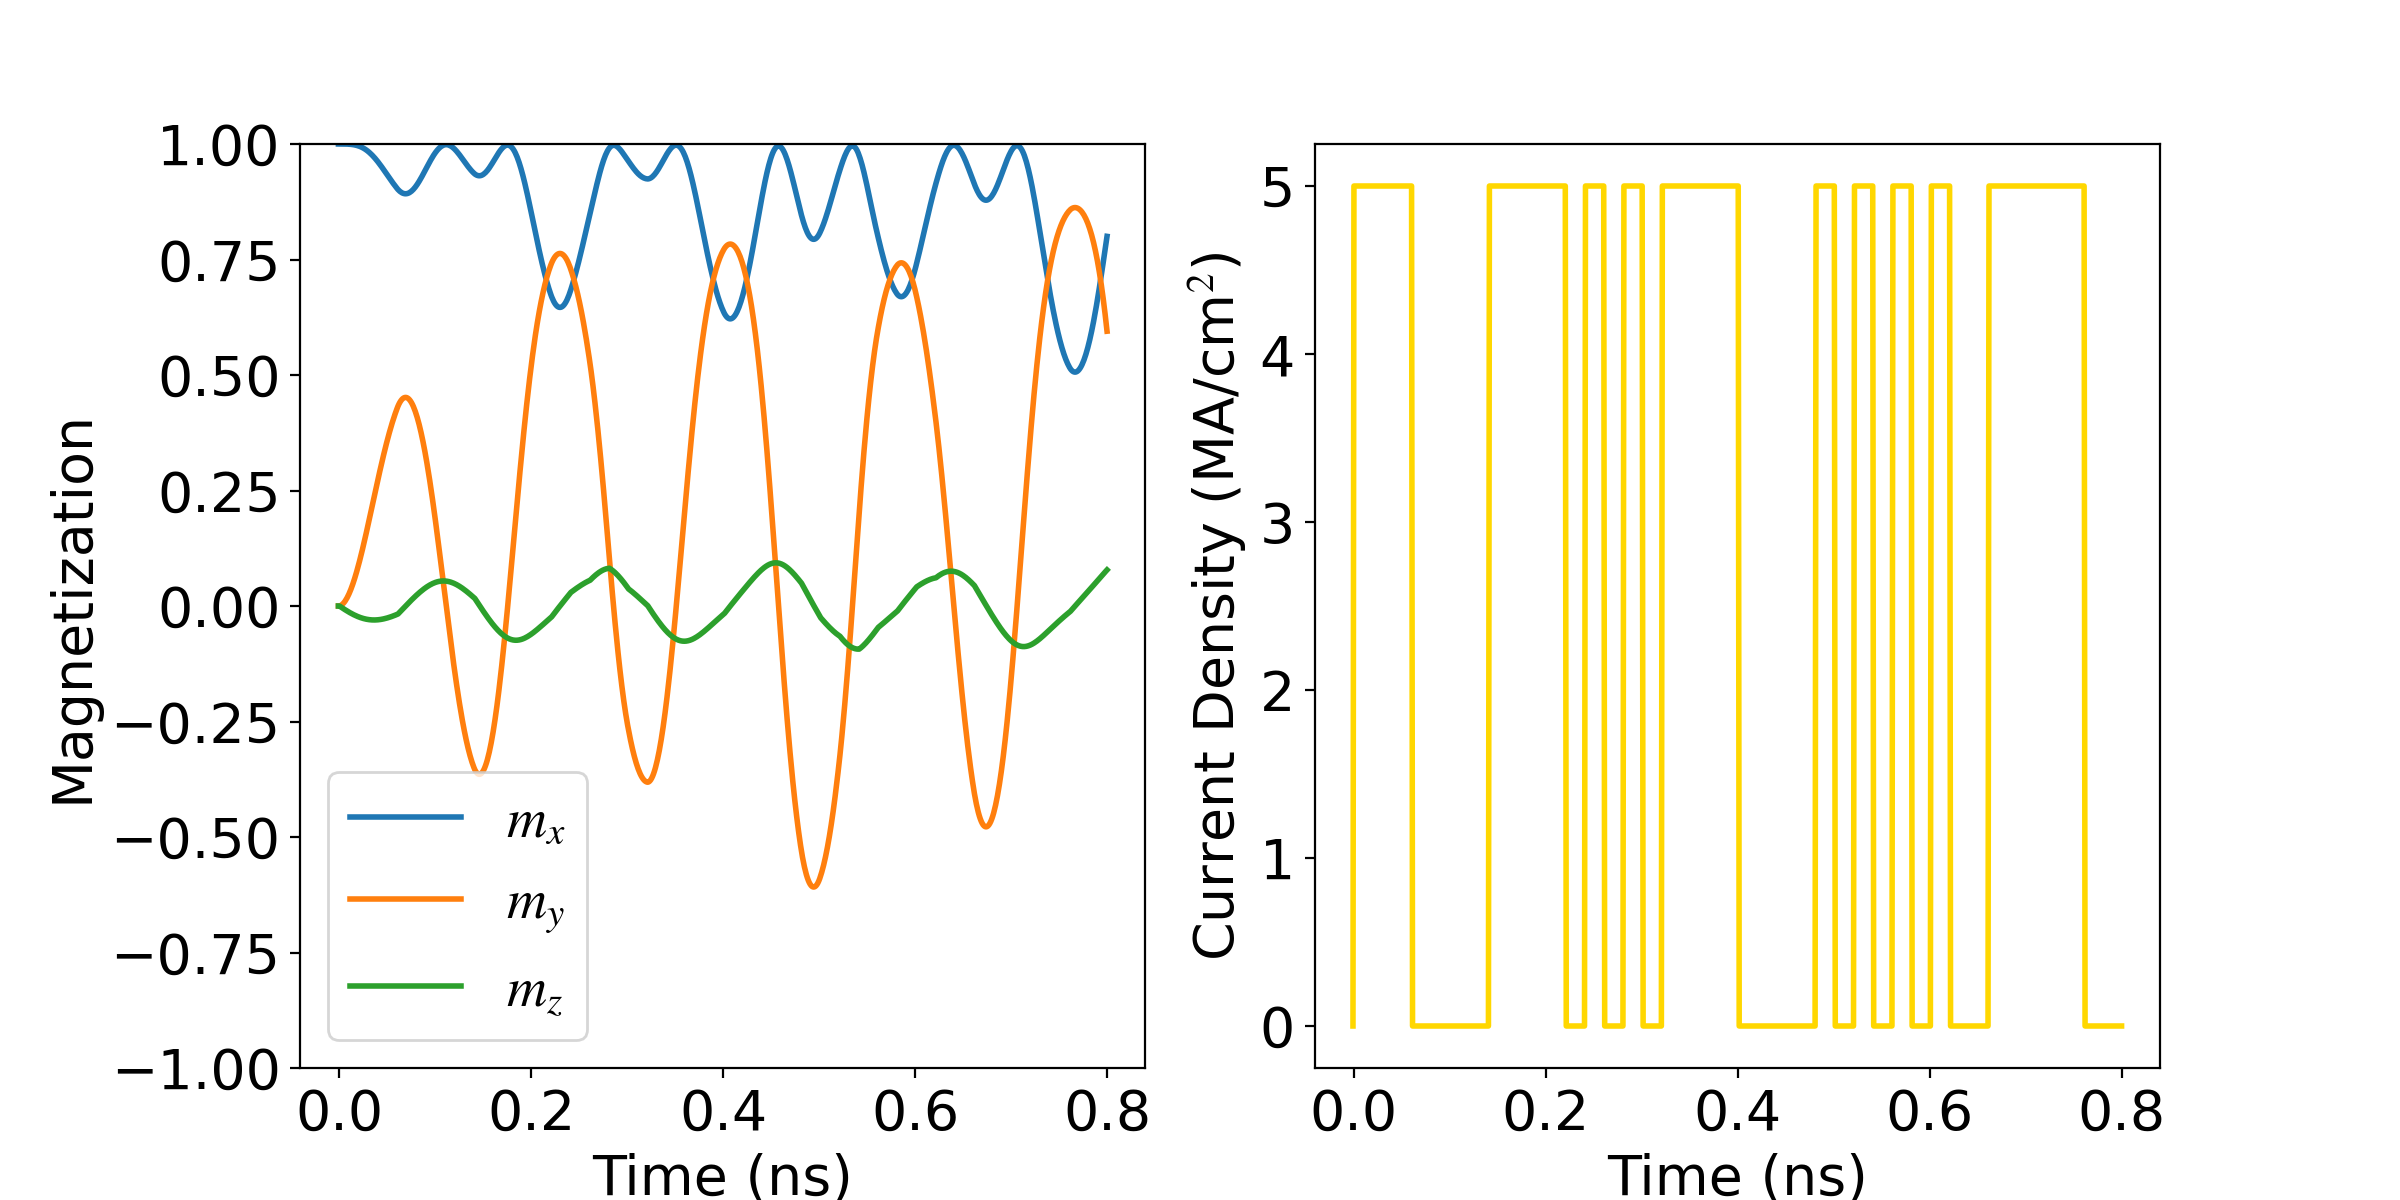 Magnetization
1.00
0.75
0.50
0.25
0.00
−0.25
−0.50
−0.75
−1.00
0.0 0.2 0.4 0.6 0.8
Time (ns)
m_x
m_y
m_z
Current Density (MA/cm²)
5
4
3
2
1
0
0.0 0.2 0.4 0.6 0.8
Time (ns)